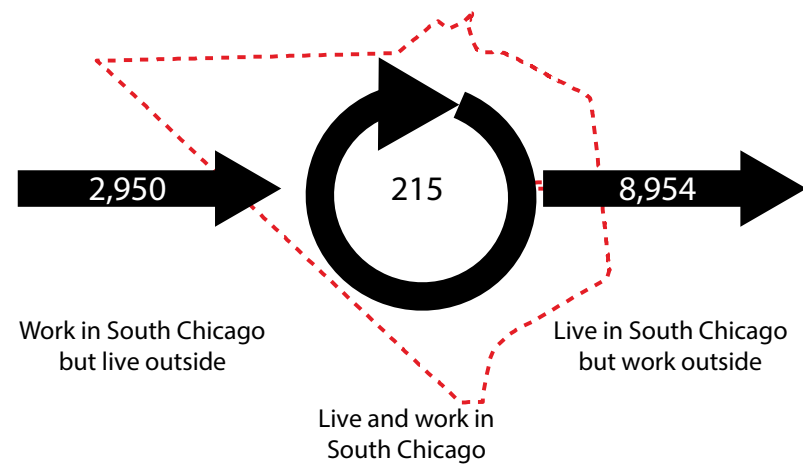 2,950
215
8,954
Work in South Chicago
but live outside
Live in South Chicago
but work outside
Live and work in
South Chicago